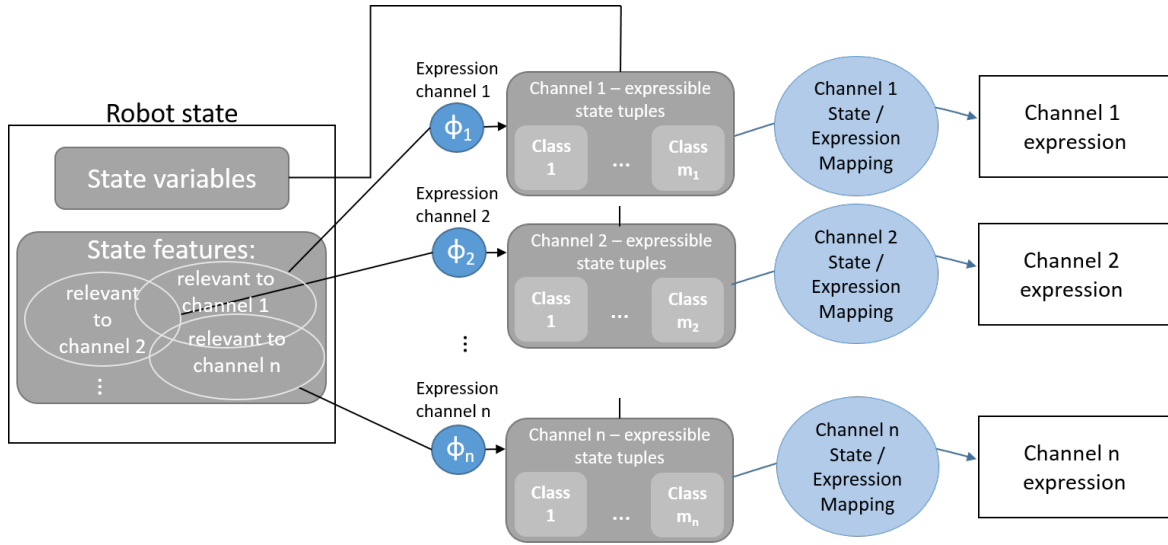 Robot state
State variables
State features:
relevant to
channel 1
relevant
to
channel 2
relevant to
channel n
⋮
Expression
channel 1
ϕ1
Channel 1 – expressible
state tuples
Class
1
...
Class
m1
Channel 1
State /
Expression
Mapping
Channel 1
expression
Expression
channel 2
ϕ2
Channel 2 – expressible
state tuples
Class
1
...
Class
m2
Channel 2
State /
Expression
Mapping
Channel 2
expression
⋮
Expression
channel n
ϕn
Channel n – expressible
state tuples
Class
1
...
Class
mn
Channel n
State /
Expression
Mapping
Channel n
expression